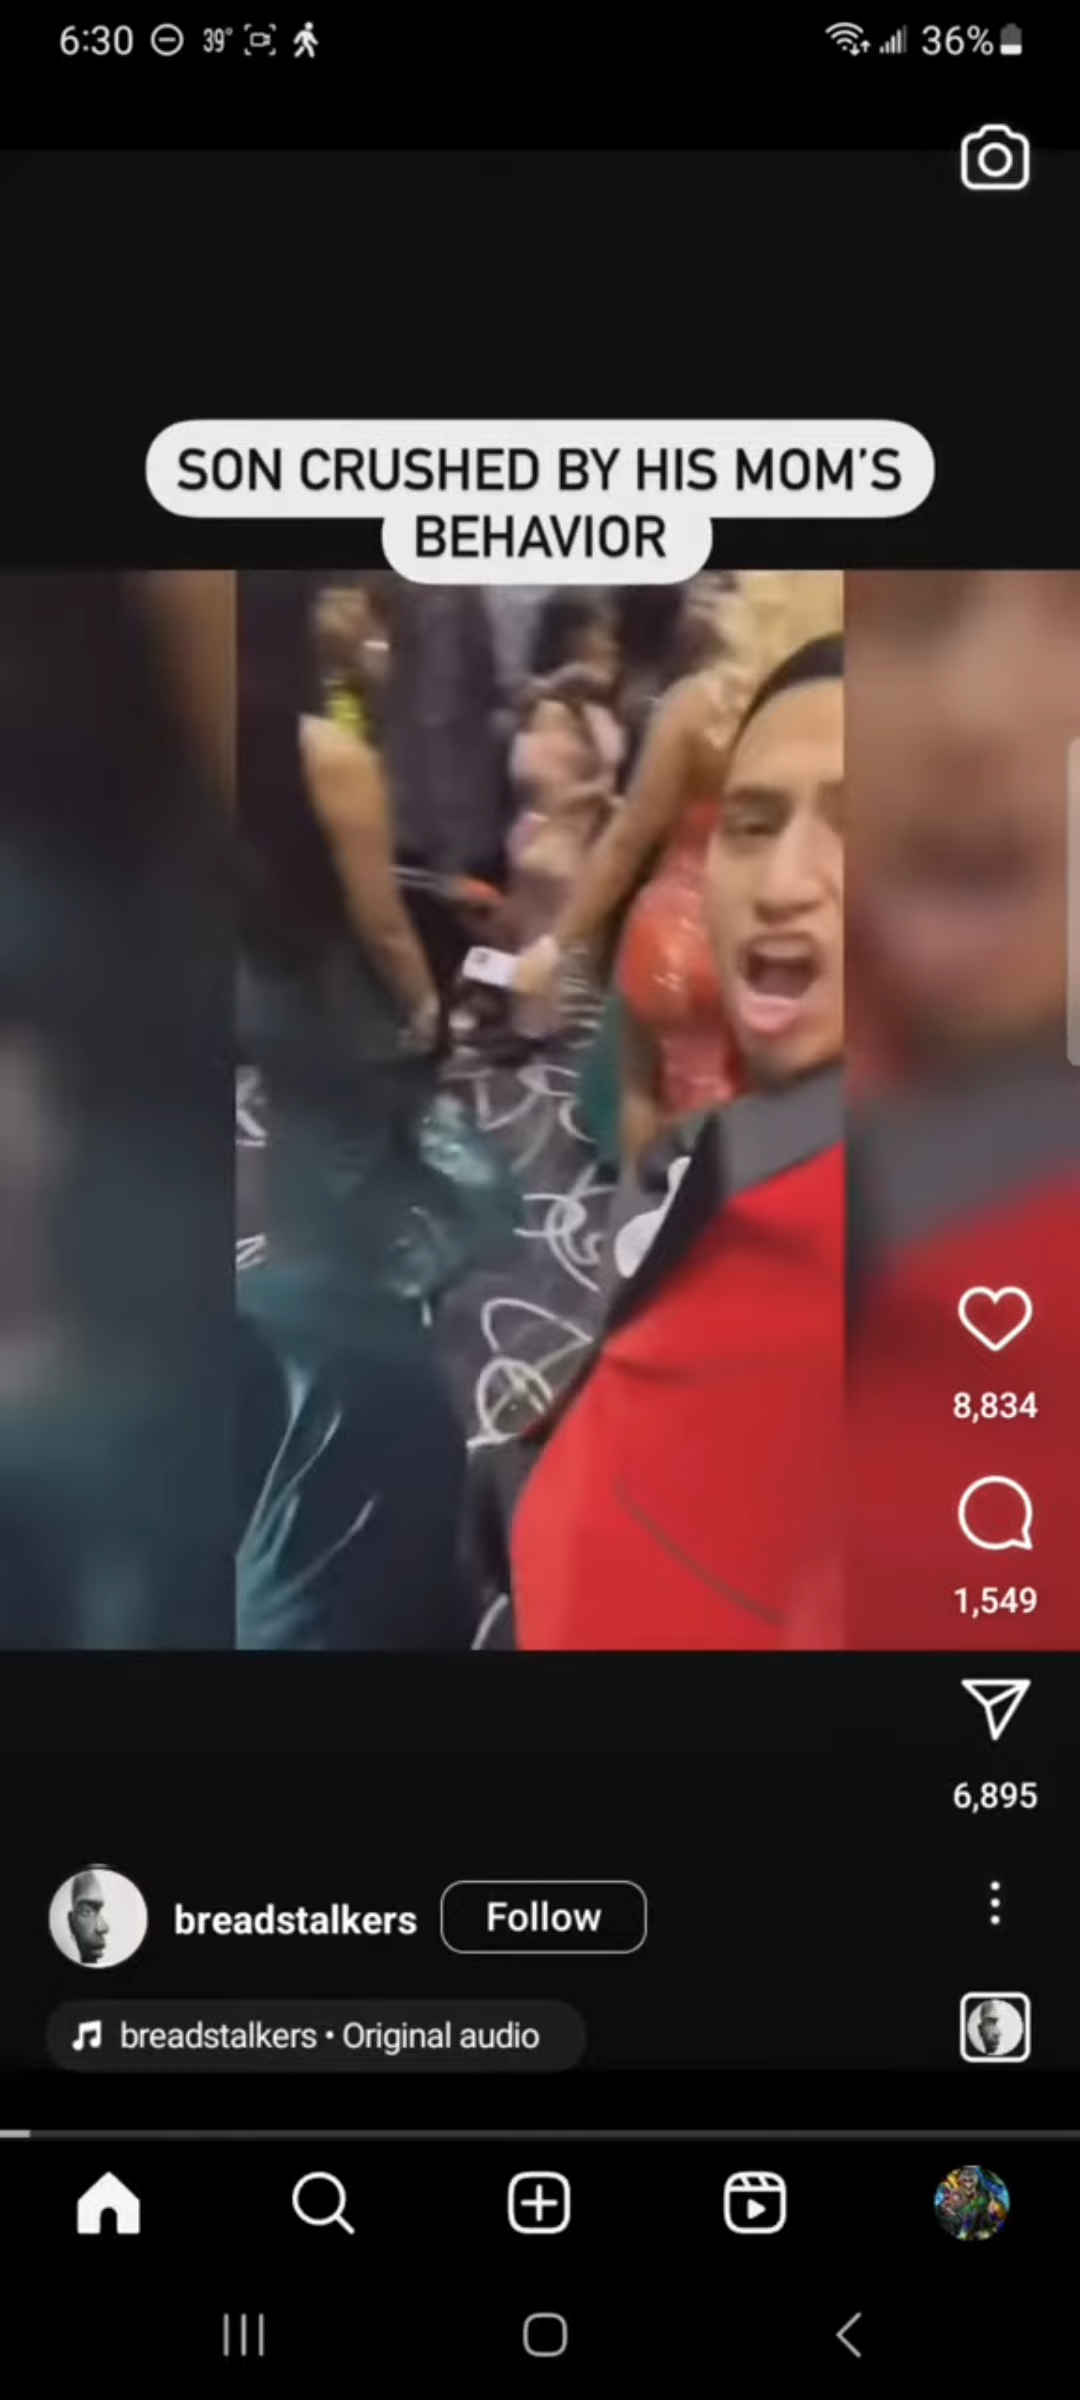 6:30 39° 36%
SON CRUSHED BY HIS MOM'S
BEHAVIOR
8,834
1,549
6,895
breadstalkers Follow
breadstalkers • Original audio